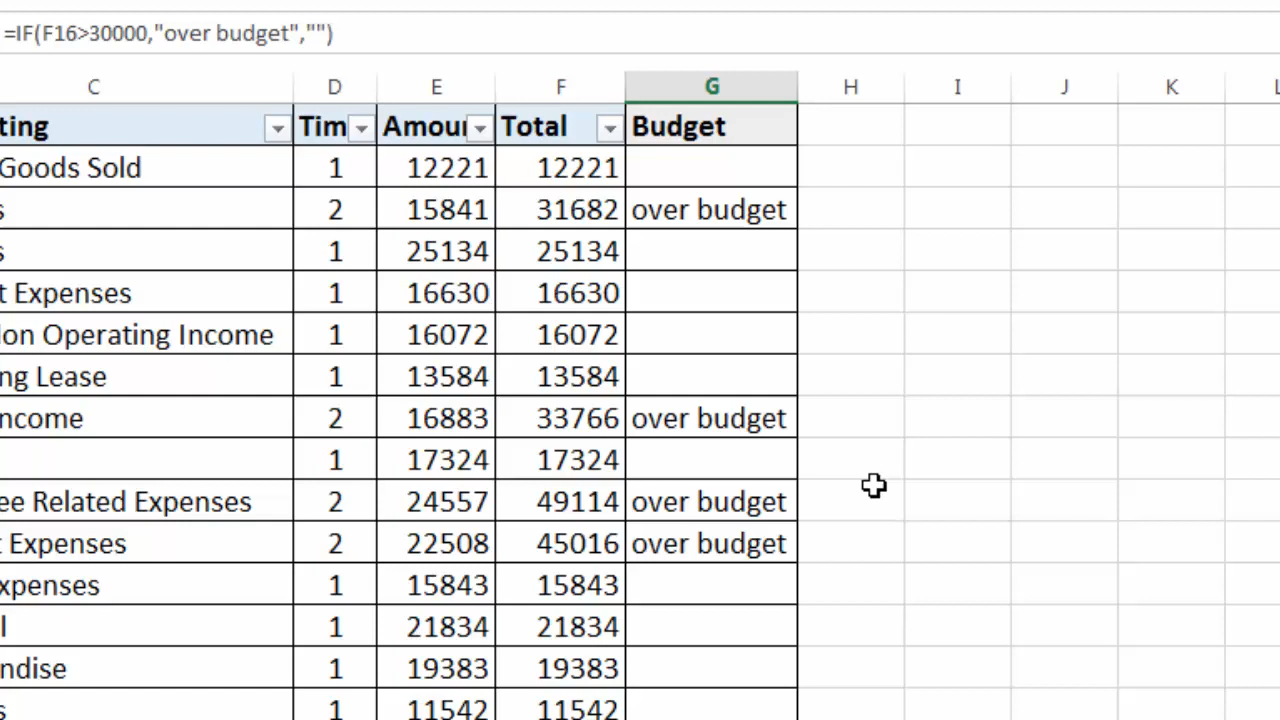 =IF(F16>30000,"over budget","")
C D E F G H I J K L
ting Tim Amour Total Budget
Goods Sold 1 12221 12221
s 2 15841 31682 over budget
s 1 25134 25134
t Expenses 1 16630 16630
on Operating Income 1 16072 16072
ng Lease 1 13584 13584
ncome 2 16883 33766 over budget
1 17324 17324
ee Related Expenses 2 24557 49114 over budget
t Expenses 2 22508 45016 over budget
xpenses 1 15843 15843
l 1 21834 21834
ndise 1 19383 19383
s 1 11542 11542